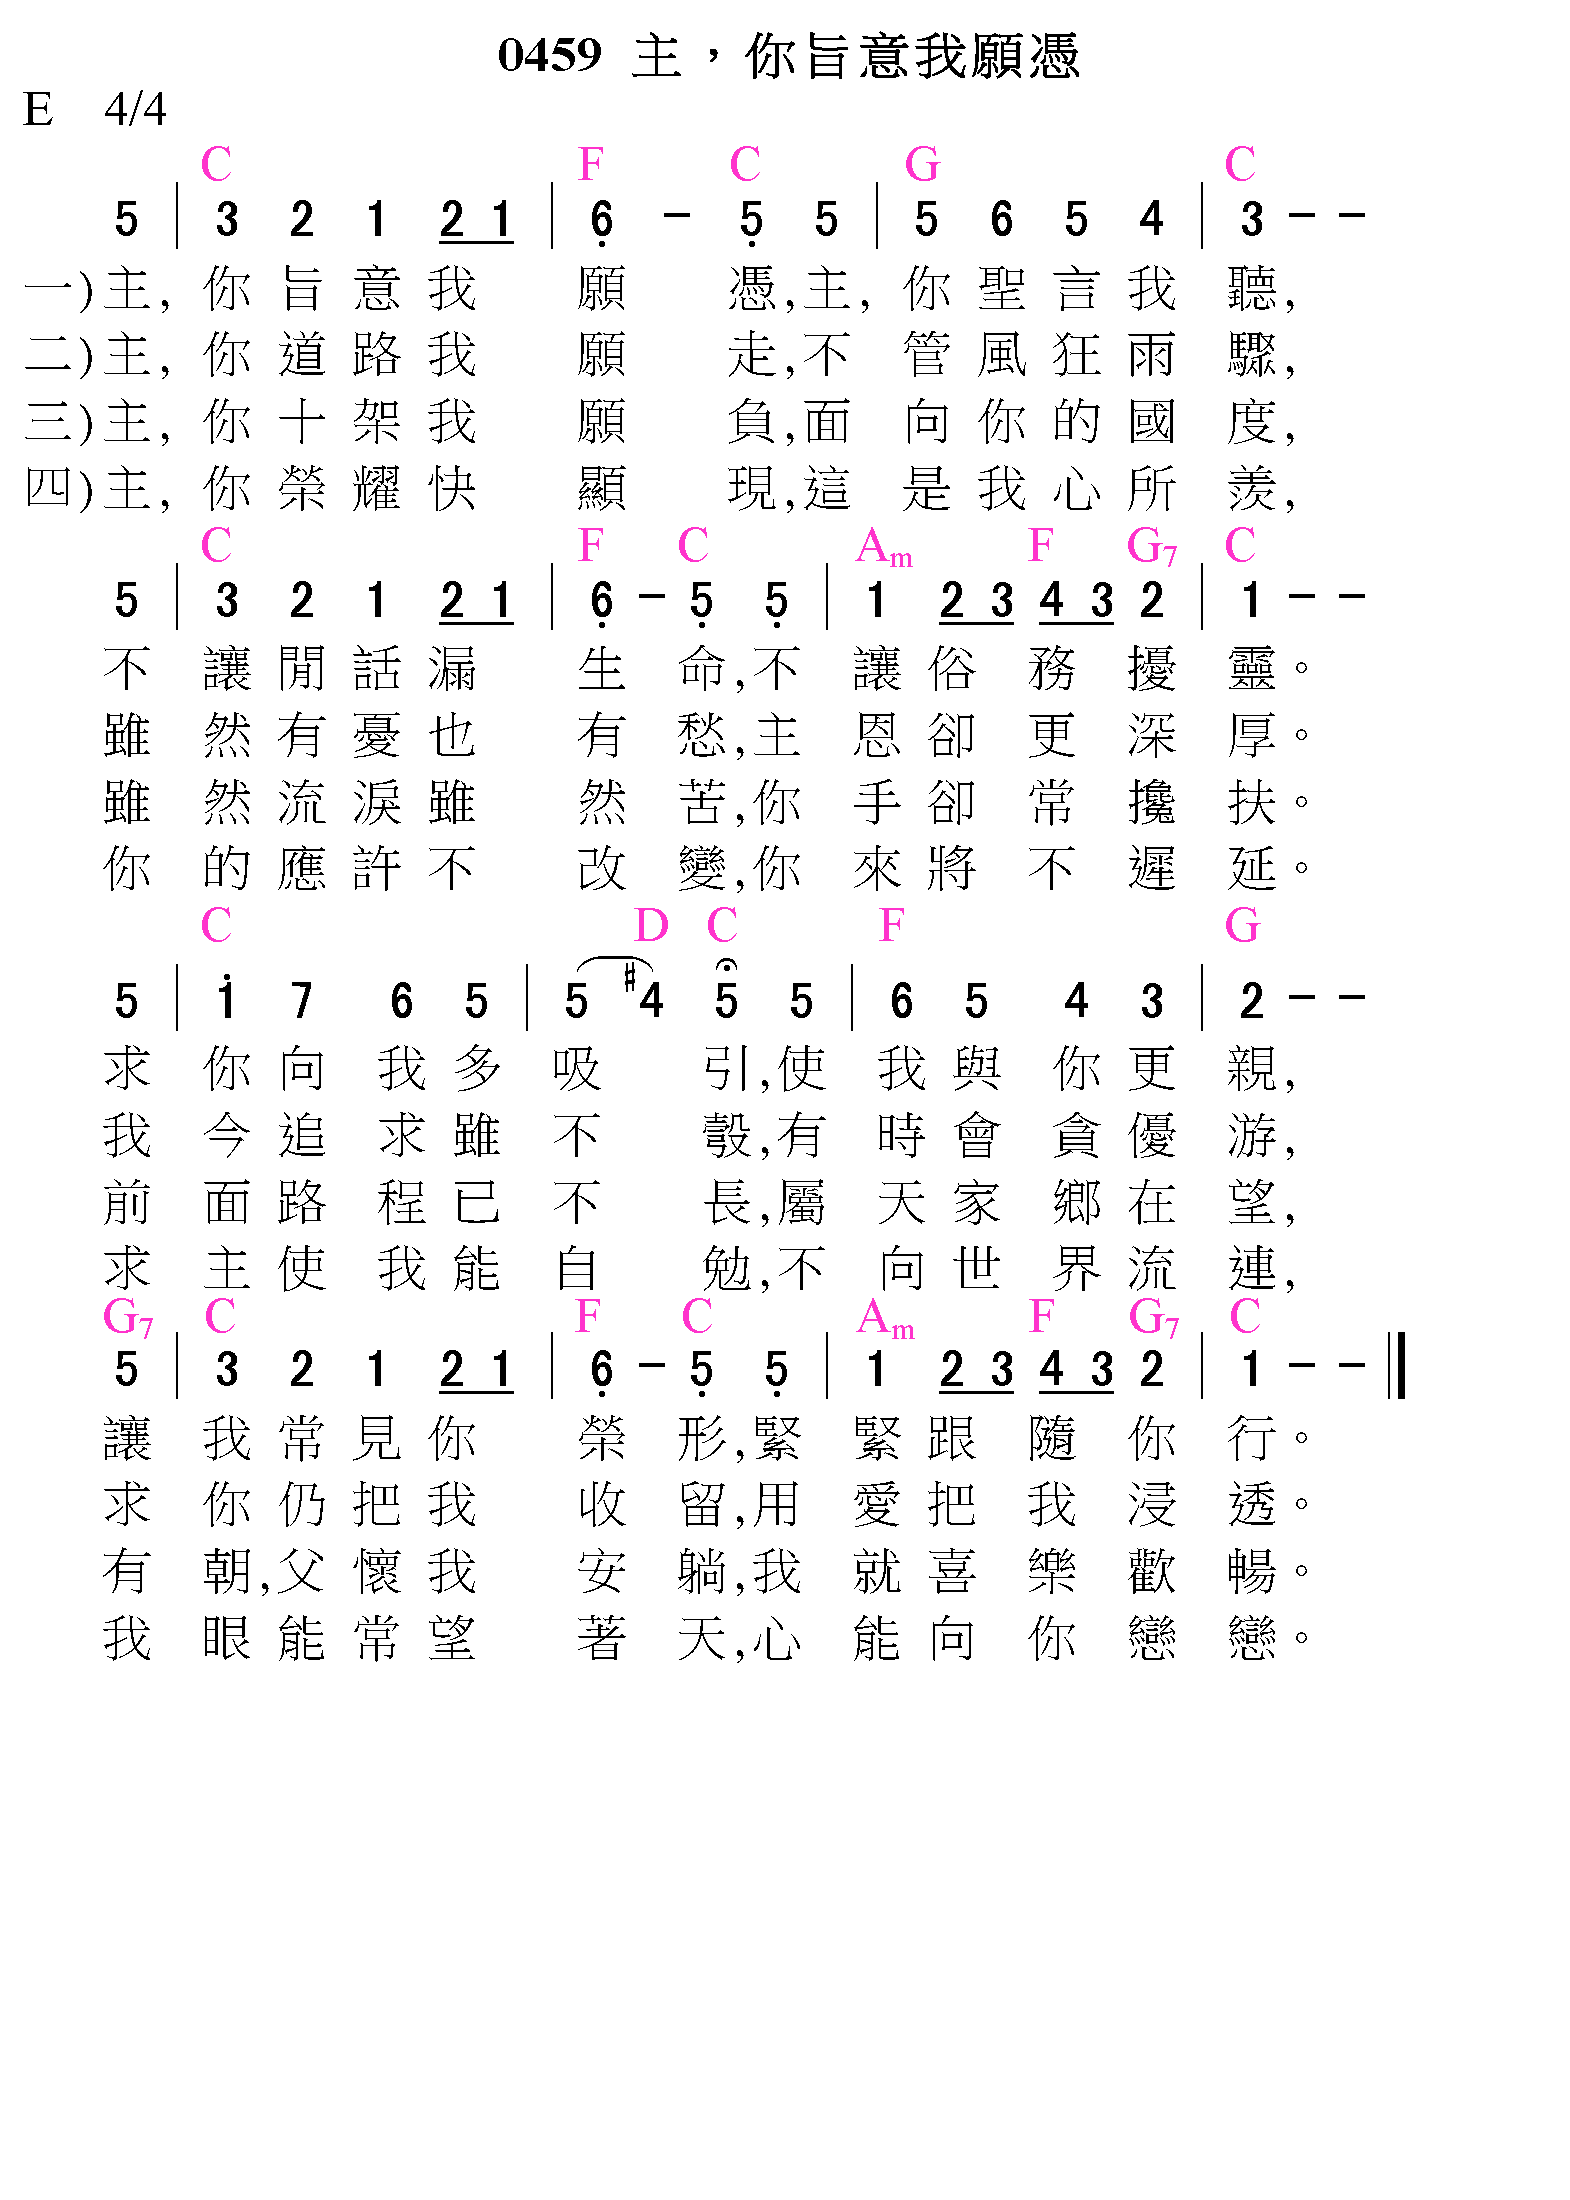 0459 主，你旨意我願憑
E 4/4
C F C G C
5 | 3 2 1 2 1 | 6̣ - 5̣ 5 | 5 6 5 4 | 3 - -
一)主, 你旨意我 願 憑,主, 你聖言我 聽,
二)主, 你道路我 願 走,不 管風狂雨 驟,
三)主, 你十架我 願 負,面 向你的國 度,
四)主, 你榮耀快 顯 現,這 是我心所 羨,
C F C Am F G7 C
5 | 3 2 1 2 1 | 6̣ - 5̣ 5̣ | 1 2 3 4 3 2 | 1 - -
不 讓閒話漏 生 命,不 讓俗 務 擾 靈。
雖 然有憂也 有 愁,主 恩卻 更 深 厚。
雖 然流淚雖 然 苦,你 手卻 常 攙 扶。
你 的應許不 改 變,你 來將 不 遲 延。
C D C F G
5 | 1̇ 7 6 5 | 5 #4 5 5 | 6 5 4 3 | 2 - -
求 你向 我多 吸 引,使 我與 你更 親,
我 今追 求雖 不 彀,有 時會 貪優 游,
前 面路 程已 不 長,屬 天家 鄉在 望,
求 主使 我能 自 勉,不 向世 界流 連,
G7 C F C Am F G7 C
5 | 3 2 1 2 1 | 6̣ - 5̣ 5̣ | 1 2 3 4 3 2 | 1 - -
讓 我常見你 榮 形,緊 緊跟 隨 你 行。
求 你仍把我 收 留,用 愛把 我 浸 透。
有 朝,父懷我 安 躺,我 就喜 樂 歡 暢。
我 眼能常望 著 天,心 能向 你 戀 戀。